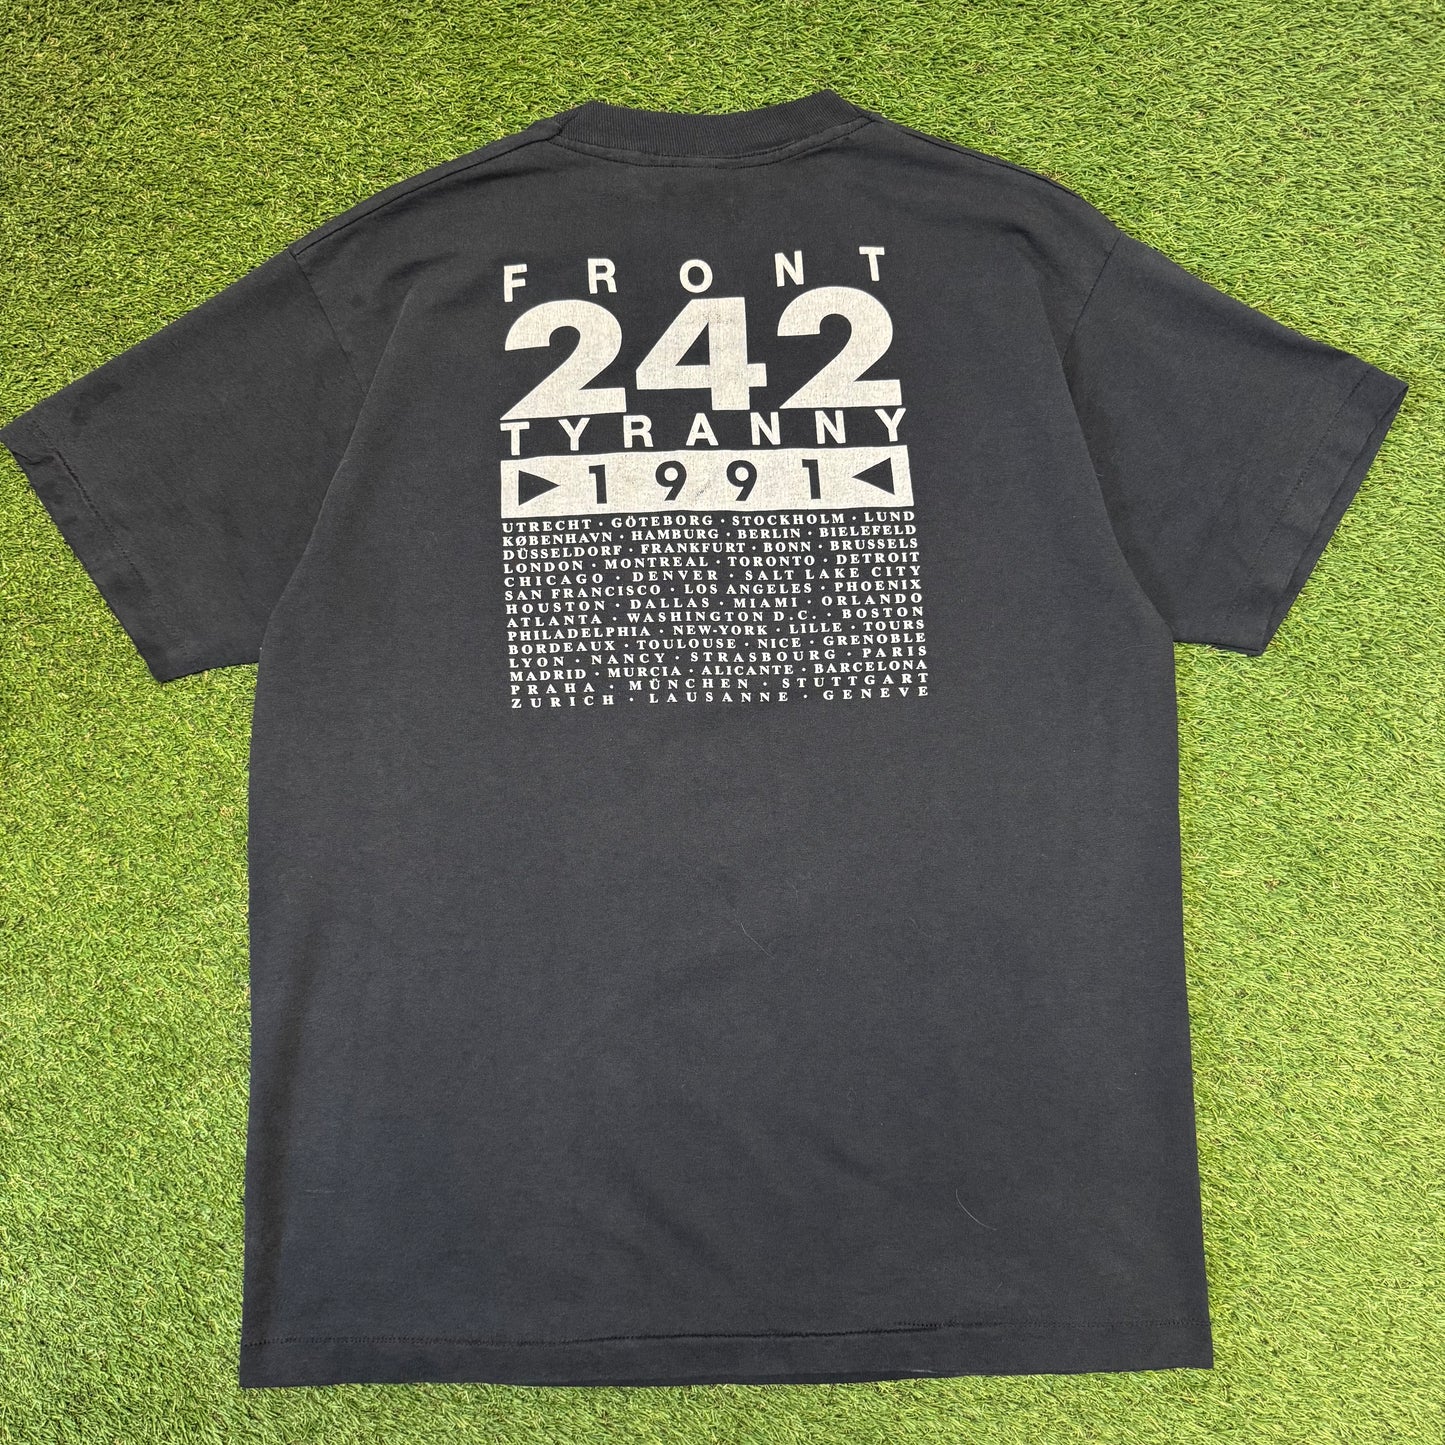 FRONT
242
TYRANNY
1991
UTRECHT · GÖTEBORG · STOCKHOLM · LUND
KØBENHAVN · HAMBURG · BERLIN · BIELEFELD
DÜSSELDORF · FRANKFURT · BONN · BRUSSELS
LONDON · MONTREAL · TORONTO · DETROIT
CHICAGO · DENVER · SALT LAKE CITY
SAN FRANCISCO · LOS ANGELES · PHOENIX
HOUSTON · DALLAS · MIAMI · ORLANDO
ATLANTA · WASHINGTON D.C. · BOSTON
PHILADELPHIA · NEW-YORK · LILLE · TOURS
BORDEAUX · TOULOUSE · NICE · GRENOBLE
LYON · NANCY · STRASBOURG · PARIS
MADRID · MURCIA · ALICANTE · BARCELONA
PRAHA · MÜNCHEN · STUTTGART
ZURICH · LAUSANNE · GENEVE